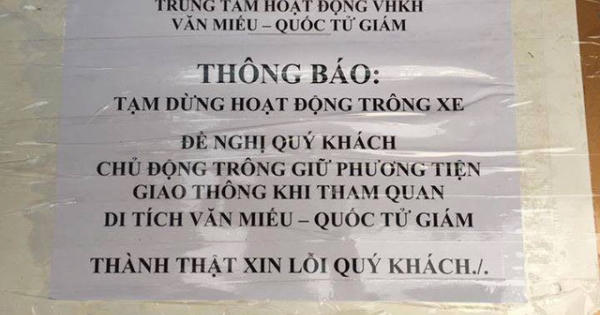 TRUNG TÂM HOẠT ĐỘNG VHKH
VĂN MIẾU – QUỐC TỬ GIÁM
THÔNG BÁO:
TẠM DỪNG HOẠT ĐỘNG TRÔNG XE
ĐỀ NGHỊ QUÝ KHÁCH
CHỦ ĐỘNG TRÔNG GIỮ PHƯƠNG TIỆN
GIAO THÔNG KHI THAM QUAN
DI TÍCH VĂN MIẾU – QUỐC TỬ GIÁM
THÀNH THẬT XIN LỖI QUÝ KHÁCH./.